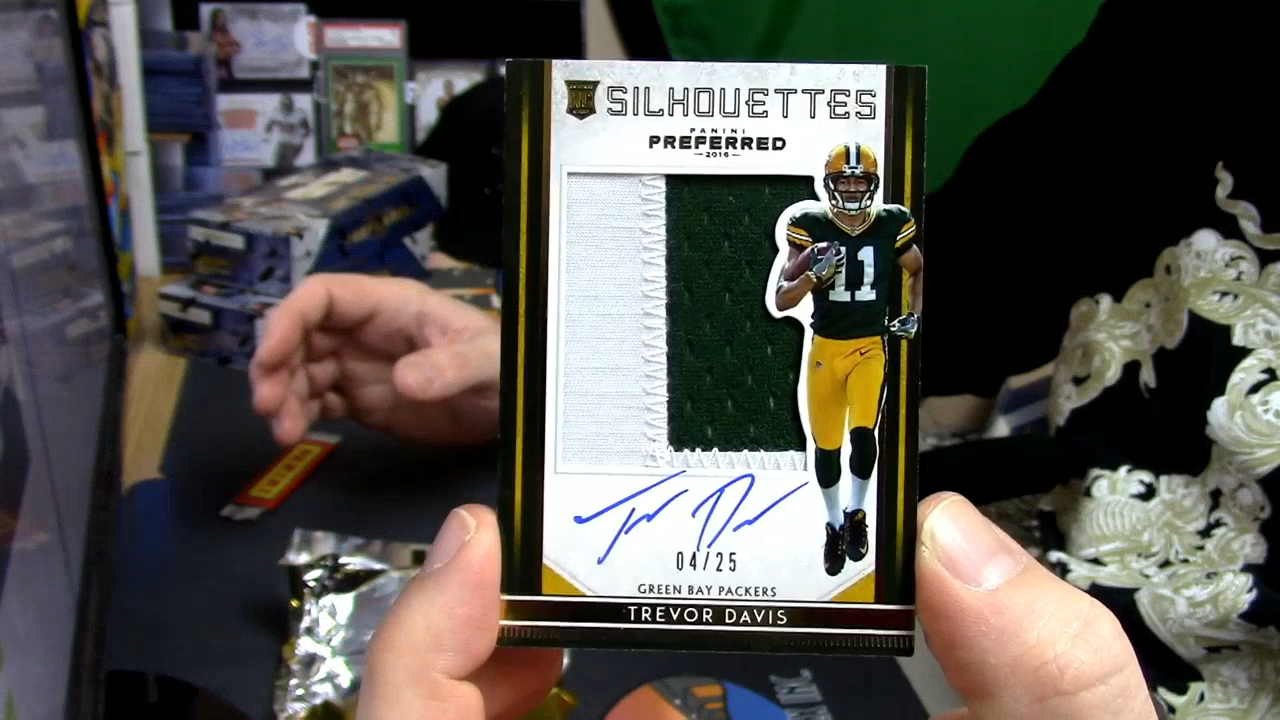 SILHOUETTES
PANINI
PREFERRED
2016
11
04/25
GREEN BAY PACKERS
TREVOR DAVIS